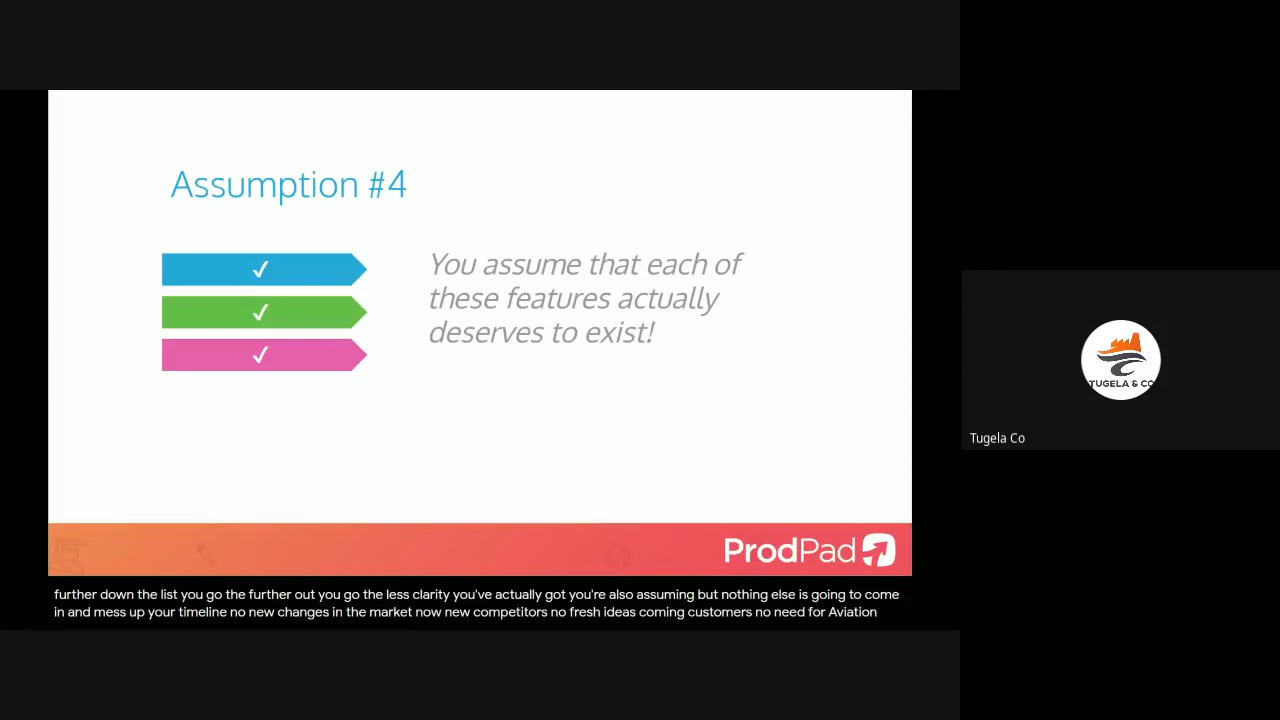 Assumption #4
✓
✓
✓
You assume that each of
these features actually
deserves to exist!
ProdPad
further down the list you go the further out you go the less clarity you've actually got you're also assuming but nothing else is going to come
in and mess up your timeline no new changes in the market now new competitors no fresh ideas coming customers no need for Aviation
TUGELA & CO
Tugela Co